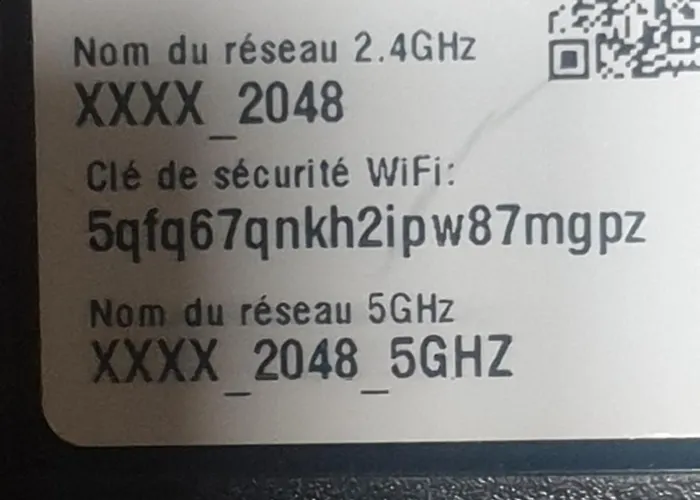 Nom du réseau 2.4GHz
XXXX_2048
Clé de sécurité WiFi:
5qfq67qnkh2ipw87mgpz
Nom du réseau 5GHz
XXXX_2048_5GHZ